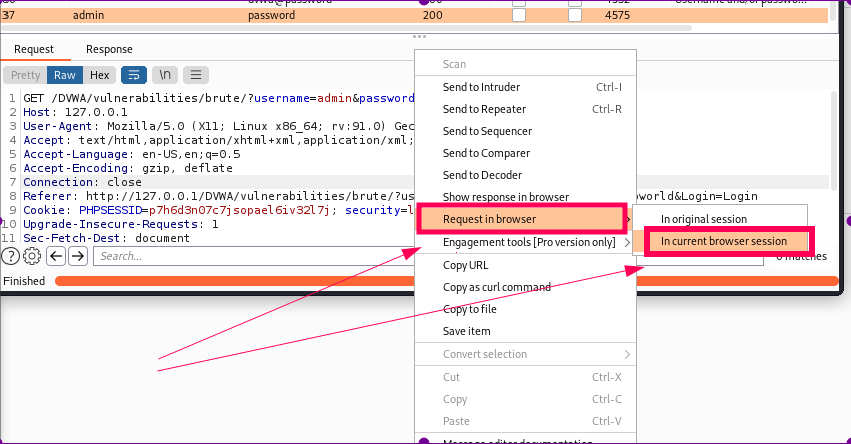 37 admin password 200 4575
Request Response
Pretty Raw Hex \n
1 GET /DVWA/vulnerabilities/brute/?username=admin&password
2 Host: 127.0.0.1
3 User-Agent: Mozilla/5.0 (X11; Linux x86_64; rv:91.0) Gec
4 Accept: text/html,application/xhtml+xml,application/xml;
5 Accept-Language: en-US,en;q=0.5
6 Accept-Encoding: gzip, deflate
7 Connection: close
8 Referer: http://127.0.0.1/DVWA/vulnerabilities/brute/?us
world&Login=Login
9 Cookie: PHPSESSID=p7h6d3n07c7jsopael6iv32l7j; security=l
10 Upgrade-Insecure-Requests: 1
11 Sec-Fetch-Dest: document
? Search... 0 matches
Finished
Scan
Send to Intruder Ctrl-I
Send to Repeater Ctrl-R
Send to Sequencer
Send to Comparer
Send to Decoder
Show response in browser
Request in browser
Engagement tools [Pro version only]
Copy URL
Copy as curl command
Copy to file
Save item
Convert selection
Cut Ctrl-X
Copy Ctrl-C
Paste Ctrl-V
Message editor documentation
In original session
In current browser session